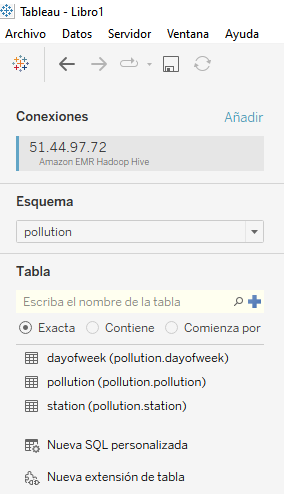 Tableau - Libro1
Archivo Datos Servidor Ventana Ayuda
Conexiones Añadir
51.44.97.72
Amazon EMR Hadoop Hive
Esquema
pollution
Tabla
Escriba el nombre de la tabla
Exacta Contiene Comienza por
dayofweek (pollution.dayofweek)
pollution (pollution.pollution)
station (pollution.station)
Nueva SQL personalizada
Nueva extensión de tabla